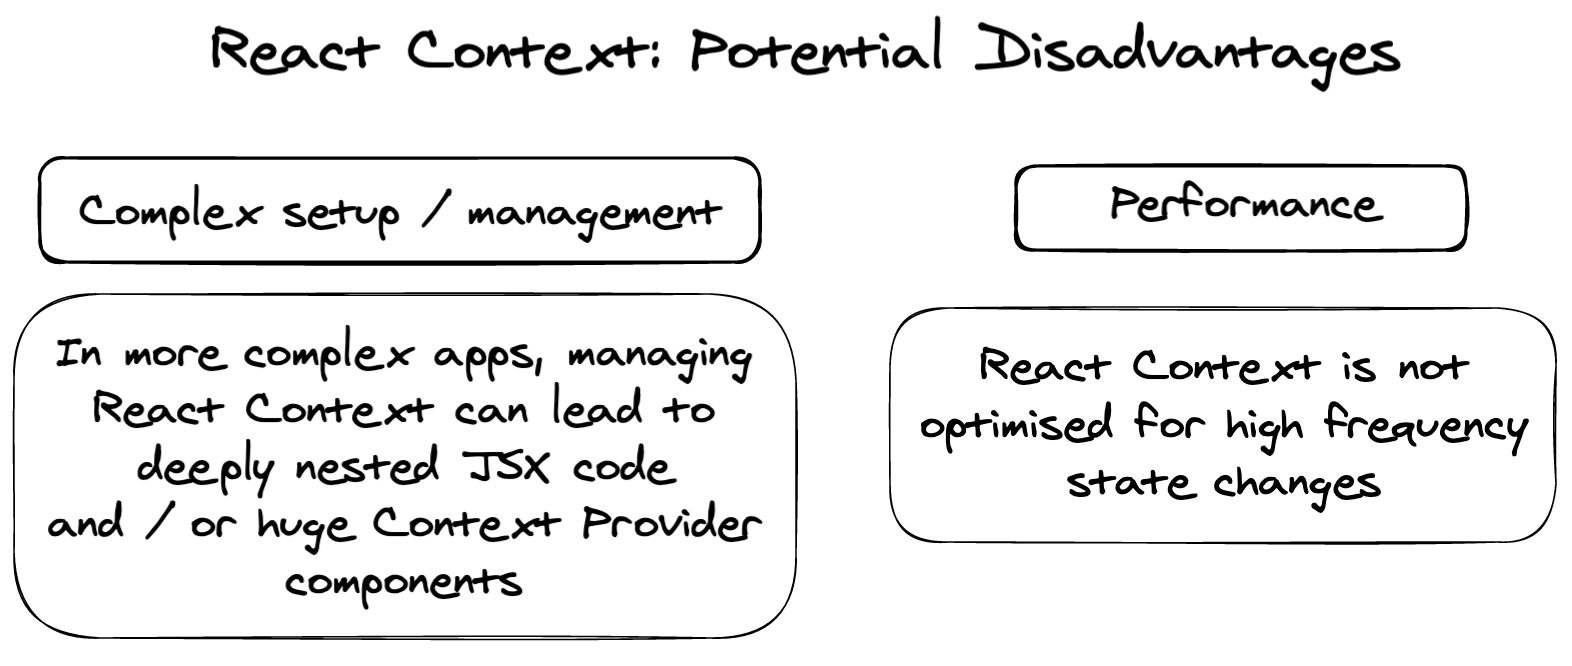 React Context: Potential Disadvantages
Complex setup / management
In more complex apps, managing
React Context can lead to
deeply nested JSX code
and / or huge Context Provider
components
Performance
React Context is not
optimised for high frequency
state changes